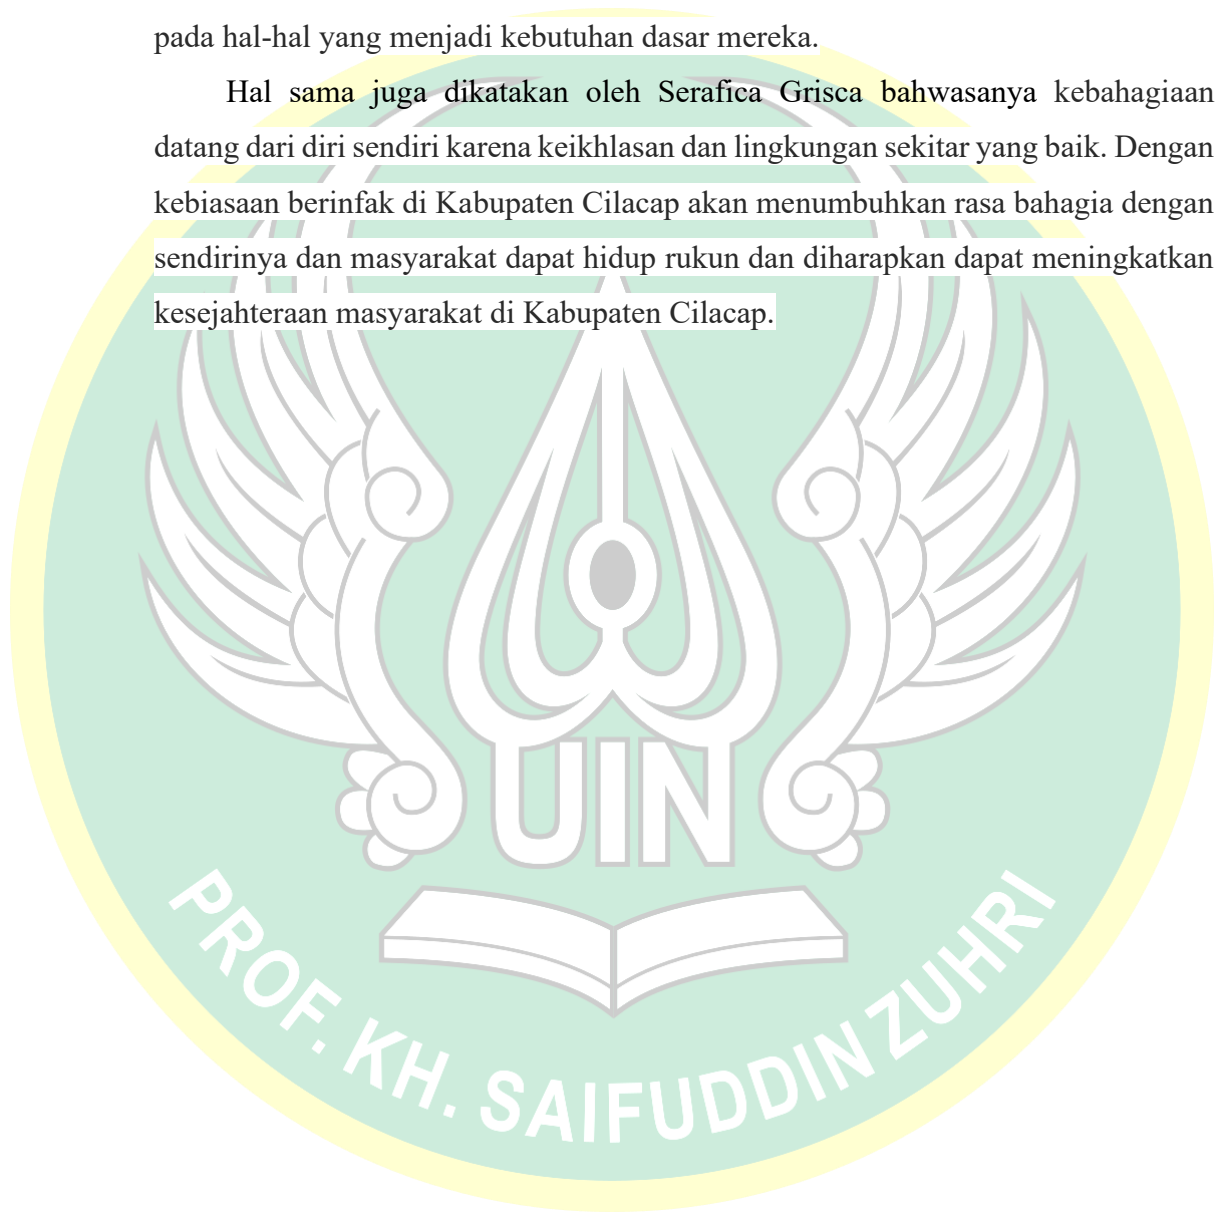 pada hal-hal yang menjadi kebutuhan dasar mereka.
Hal sama juga dikatakan oleh Serafica Grisca bahwasanya kebahagiaan
datang dari diri sendiri karena keikhlasan dan lingkungan sekitar yang baik. Dengan
kebiasaan berinfak di Kabupaten Cilacap akan menumbuhkan rasa bahagia dengan
sendirinya dan masyarakat dapat hidup rukun dan diharapkan dapat meningkatkan
kesejahteraan masyarakat di Kabupaten Cilacap.
UIN
PROF. KH. SAIFUDDIN ZUHRI